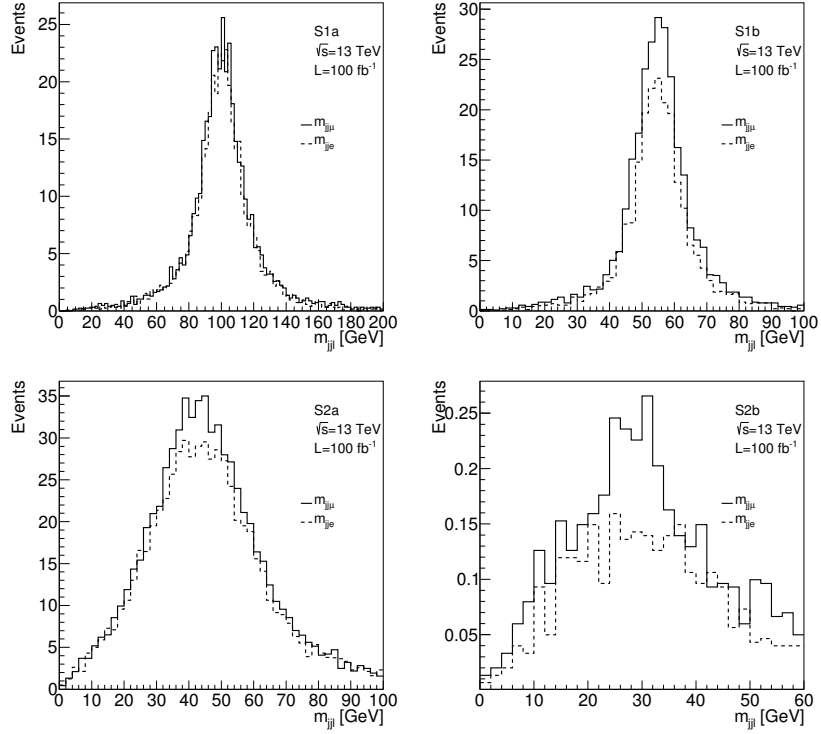 Events
25
20
15
10
5
0
0 20 40 60 80 100 120 140 160 180 200
m_jjl [GeV]
S1a
√s=13 TeV
L=100 fb⁻¹
m_jjμ
m_jje
Events
30
25
20
15
10
5
0
0 10 20 30 40 50 60 70 80 90 100
m_jjl [GeV]
S1b
√s=13 TeV
L=100 fb⁻¹
m_jjμ
m_jje
Events
35
30
25
20
15
10
5
0
0 10 20 30 40 50 60 70 80 90 100
m_jjl [GeV]
S2a
√s=13 TeV
L=100 fb⁻¹
m_jjμ
m_jje
Events
0.25
0.2
0.15
0.1
0.05
0 10 20 30 40 50 60
m_jjl [GeV]
S2b
√s=13 TeV
L=100 fb⁻¹
m_jjμ
m_jje